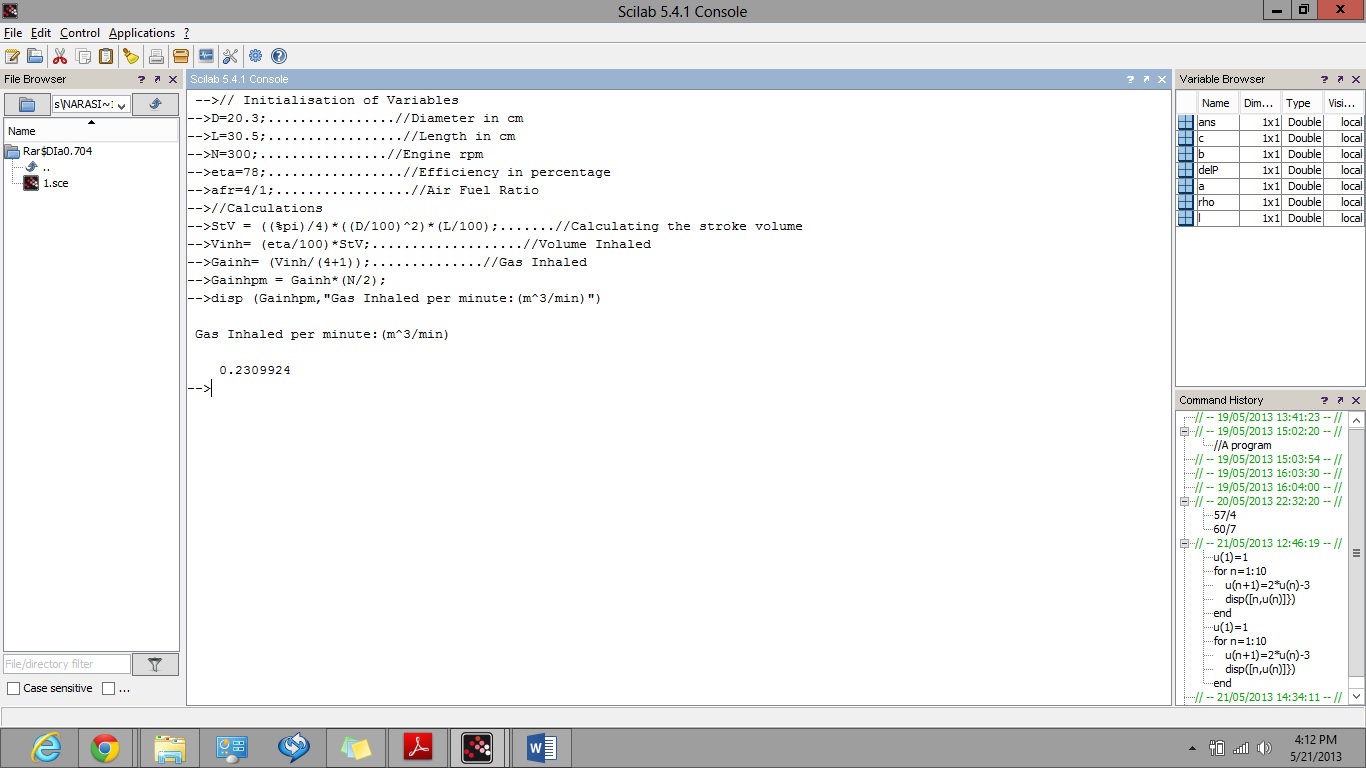 Scilab 5.4.1 Console
File Edit Control Applications ?
File Browser ? 
s\NARASI~:
Name
Rar$DIa0.704
..
1.sce
File/directory filter
Case sensitive ...
Scilab 5.4.1 Console ?
-->// Initialisation of Variables
-->D=20.3;................//Diameter in cm
-->L=30.5;.................//Length in cm
-->N=300;................//Engine rpm
-->eta=78;.................//Efficiency in percentage
-->afr=4/1;.................//Air Fuel Ratio
-->//Calculations
-->StV = ((%pi)/4)*((D/100)^2)*(L/100);.......//Calculating the stroke volume
-->Vinh= (eta/100)*StV;...................//Volume Inhaled
-->Gainh= (Vinh/(4+1));..............//Gas Inhaled
-->Gainhpm = Gainh*(N/2);
-->disp (Gainhpm,"Gas Inhaled per minute:(m^3/min)")
Gas Inhaled per minute:(m^3/min)
0.2309924
-->
Variable Browser ?
Name Dim... Type Visi...
ans 1x1 Double local
c 1x1 Double local
b 1x1 Double local
delP 1x1 Double local
a 1x1 Double local
rho 1x1 Double local
l 1x1 Double local
Command History ?
// -- 19/05/2013 13:41:23 -- //
// -- 19/05/2013 15:02:20 -- //
//A program
// -- 19/05/2013 15:03:54 -- //
// -- 19/05/2013 16:03:30 -- //
// -- 19/05/2013 16:04:00 -- //
// -- 20/05/2013 22:32:20 -- //
57/4
60/7
// -- 21/05/2013 12:46:19 -- //
u(1)=1
for n=1:10
u(n+1)=2*u(n)-3
disp([n,u(n)]})
end
u(1)=1
for n=1:10
u(n+1)=2*u(n)-3
disp([n,u(n)]})
end
// -- 21/05/2013 14:34:11 -- //
4:12 PM
5/21/2013